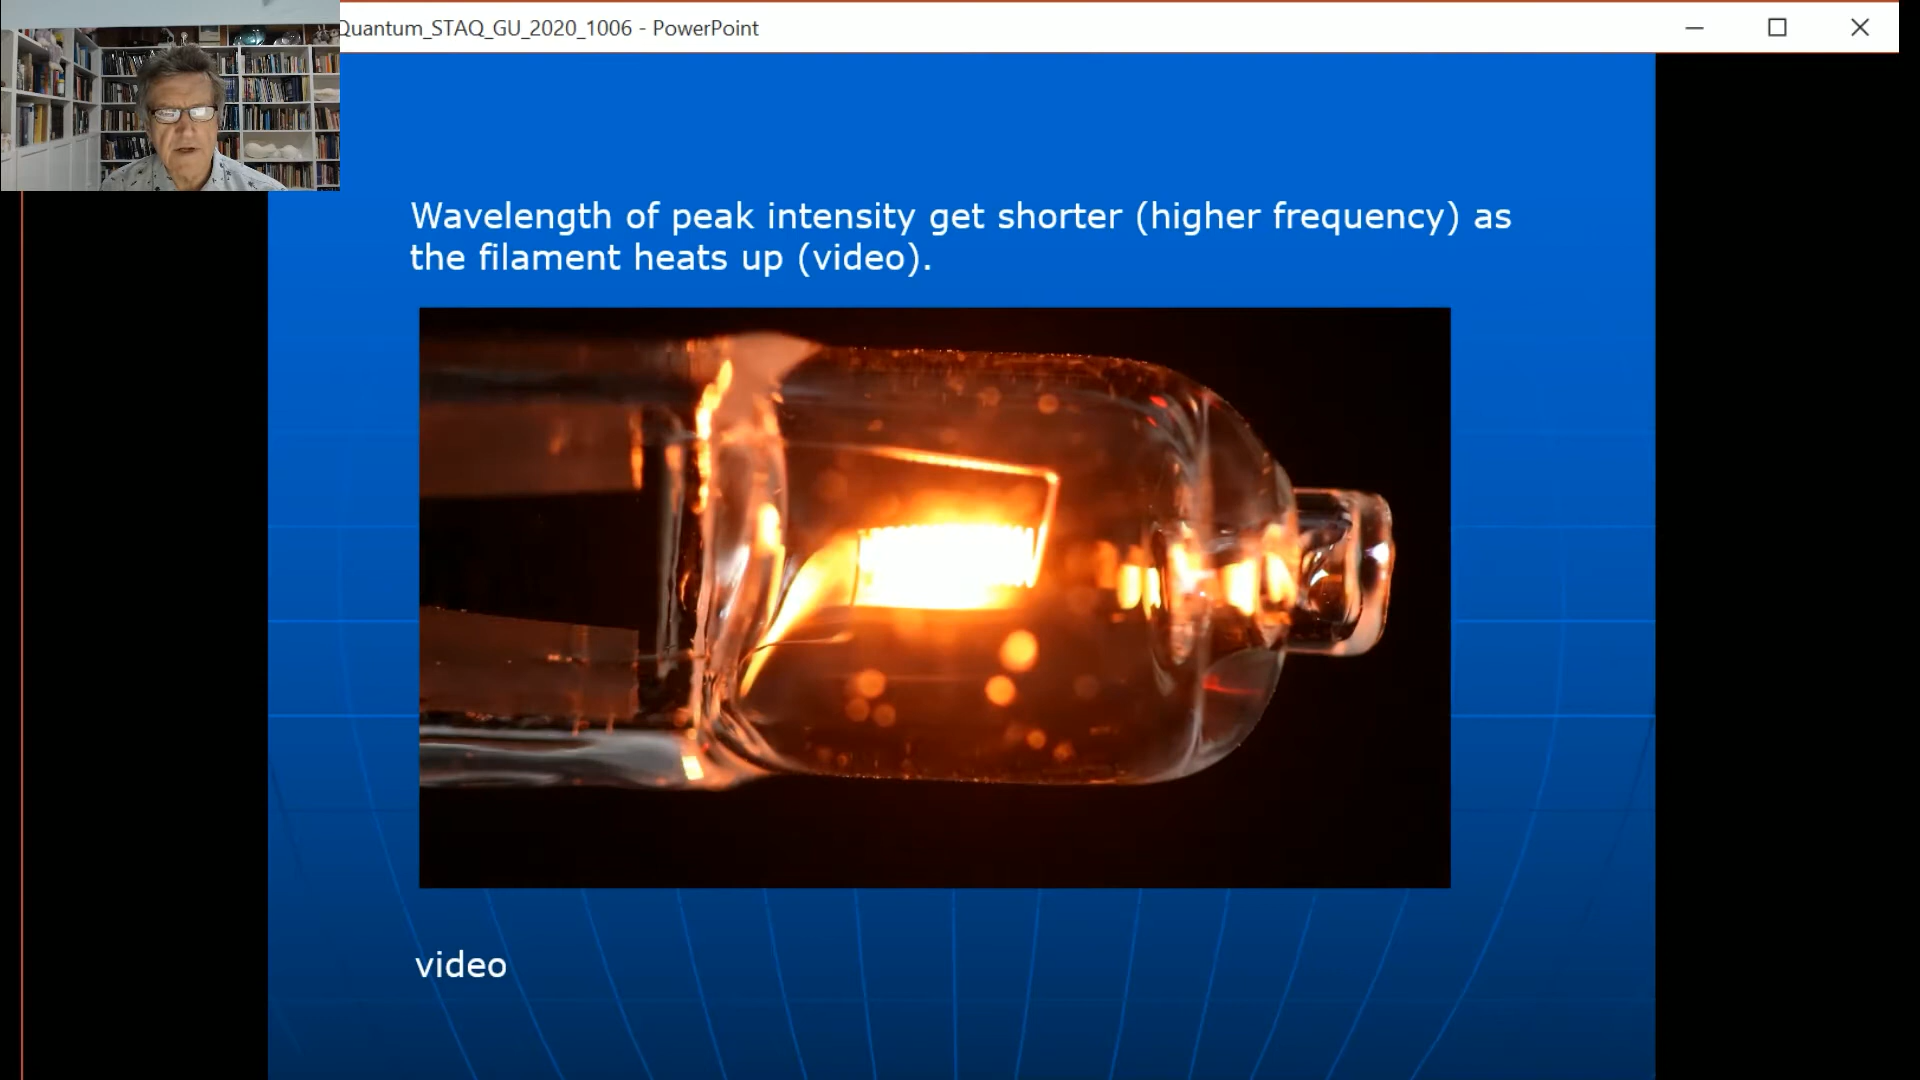 Quantum_STAQ_GU_2020_1006 - PowerPoint
Wavelength of peak intensity get shorter (higher frequency) as
the filament heats up (video).
video